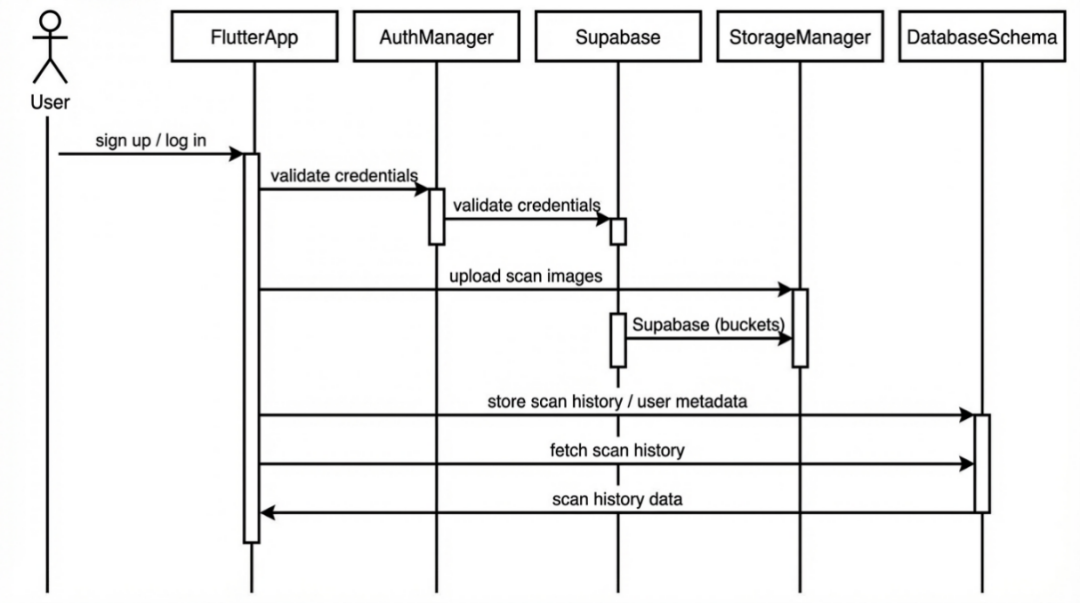 FlutterApp
AuthManager
Supabase
StorageManager
DatabaseSchema
User
sign up / log in
validate credentials
validate credentials
upload scan images
Supabase (buckets)
store scan history / user metadata
fetch scan history
scan history data